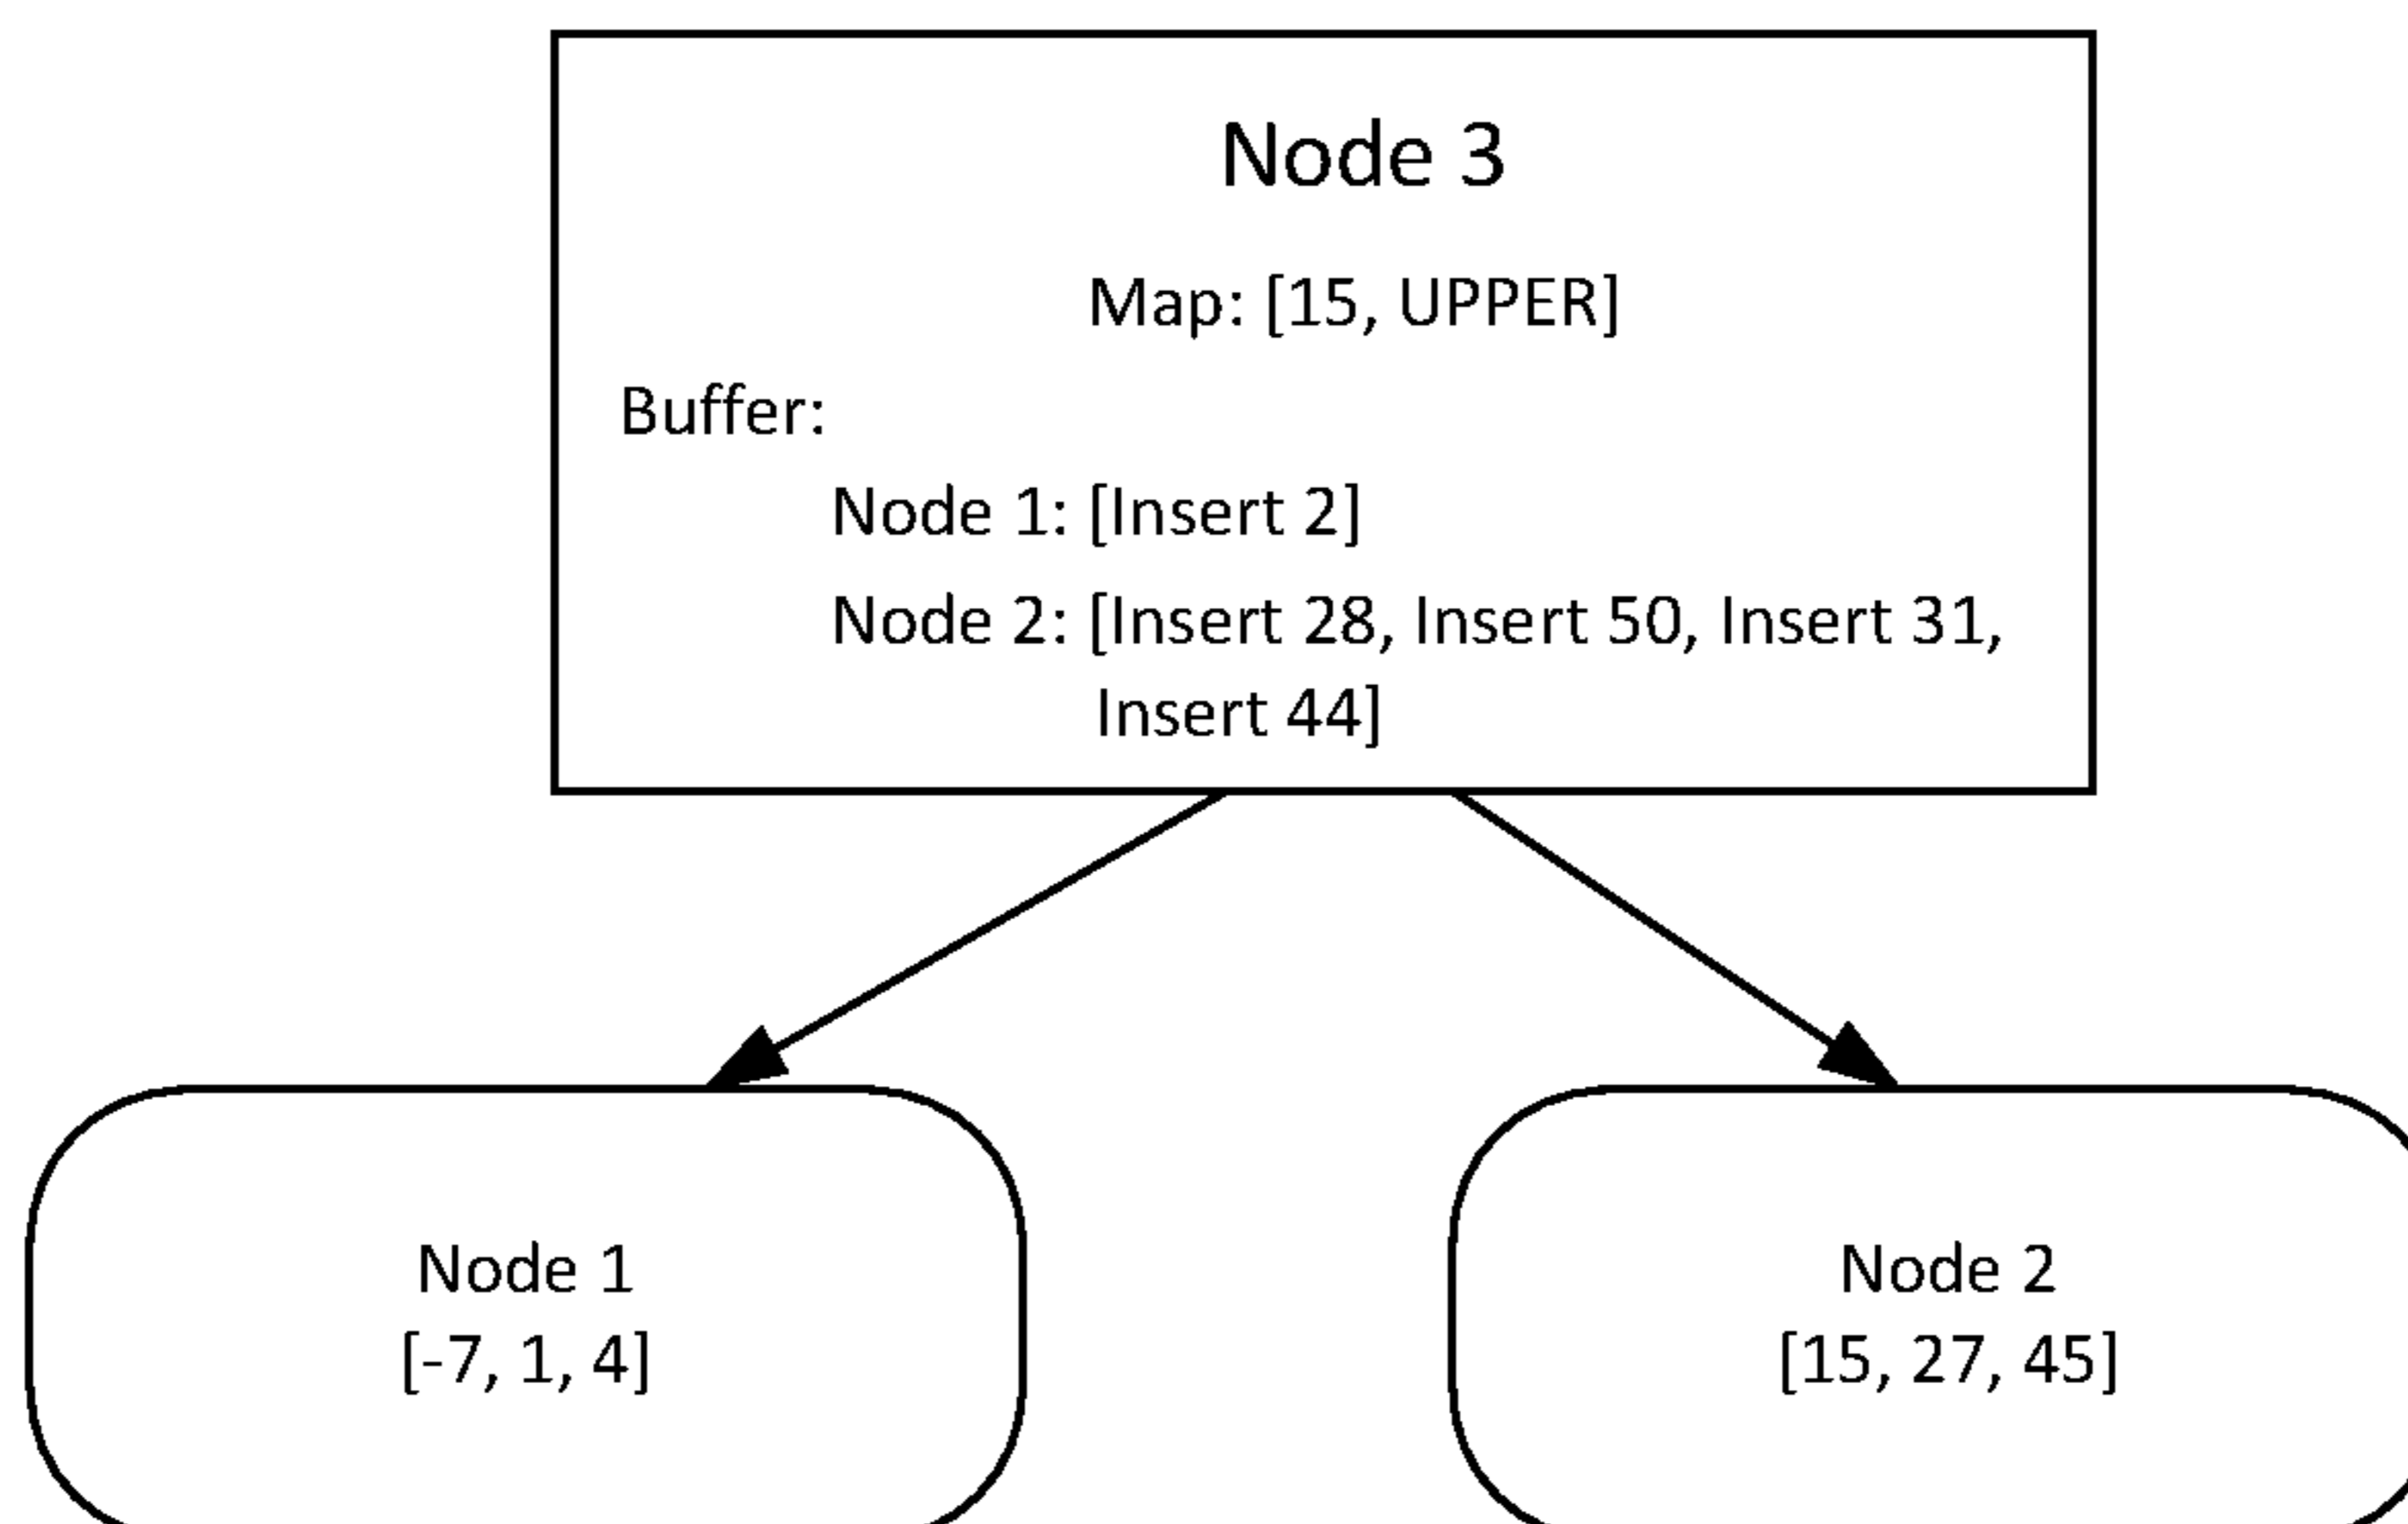 Node 3
Map: [15, UPPER]
Buffer:
Node 1: [Insert 2]
Node 2: [Insert 28, Insert 50, Insert 31,
Insert 44]
Node 1
[-7, 1, 4]
Node 2
[15, 27, 45]